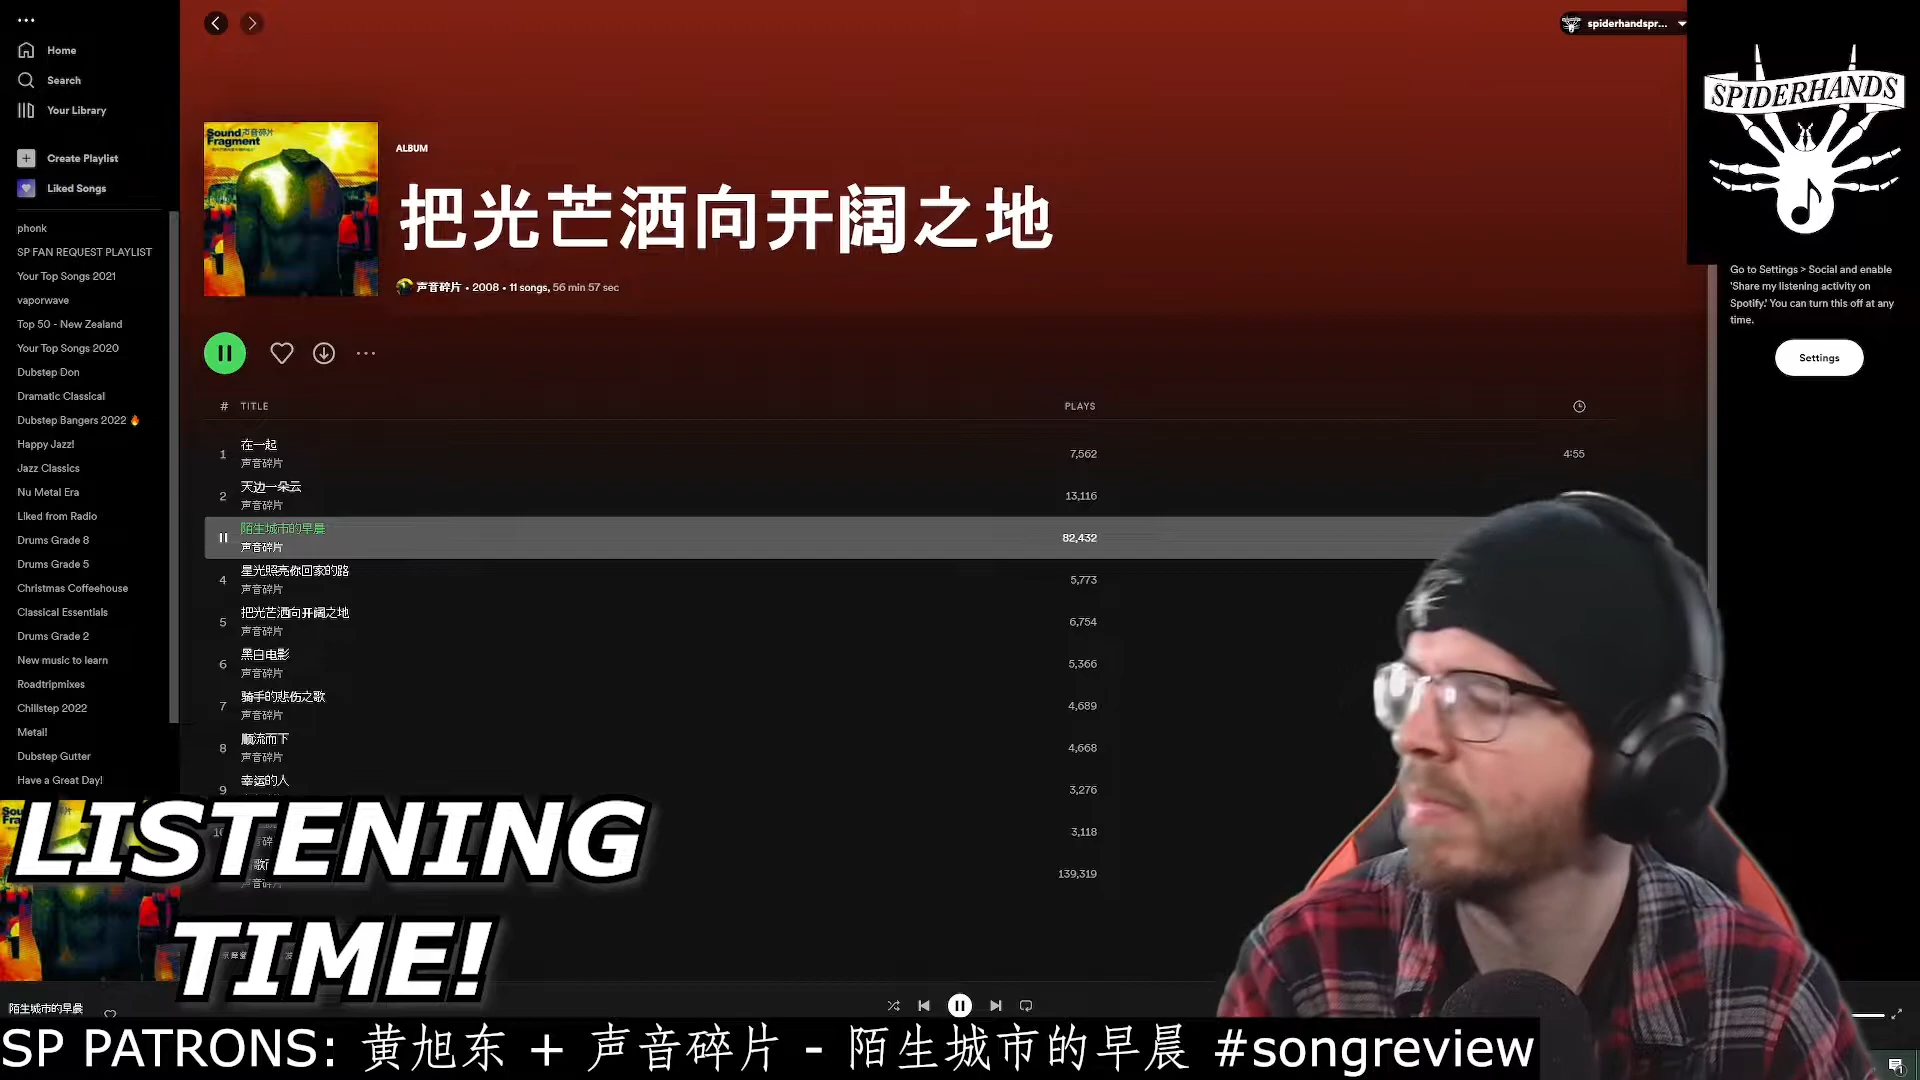 Home
Search
Your Library
Create Playlist
Liked Songs
phonk
SP FAN REQUEST PLAYLIST
Your Top Songs 2021
vaporwave
Top 50 - New Zealand
Your Top Songs 2020
Dubstep Don
Dramatic Classical
Dubstep Bangers 2022 🔥
Happy Jazz!
Jazz Classics
Nu Metal Era
Liked from Radio
Drums Grade 8
Drums Grade 5
Christmas Coffeehouse
Classical Essentials
Drums Grade 2
New music to learn
Roadtripmixes
Chillstep 2022
Metal!
Dubstep Gutter
Have a Great Day!
spiderhandspr...
SPIDERHANDS
Sound 声音碎片
Fragment
ALBUM
把光芒洒向开阔之地
声音碎片 • 2008 • 11 songs, 56 min 57 sec
Go to Settings > Social and enable
'Share my listening activity on
Spotify.' You can turn this off at any
time.
Settings
# TITLE PLAYS
1 在一起 7,562 4:55
声音碎片
2 天边一朵云 13,116
声音碎片
陌生城市的早晨 82,432
声音碎片
4 星光照亮你回家的路 5,773
声音碎片
5 把光芒洒向开阔之地 6,754
声音碎片
6 黑白电影 5,366
声音碎片
7 骑手的悲伤之歌 4,689
声音碎片
8 顺流而下 4,668
声音碎片
9 幸运的人 3,276
3,118
139,319
LISTENING
TIME!
陌生城市的早晨
SP PATRONS: 黄旭东 + 声音碎片 - 陌生城市的早晨 #songreview